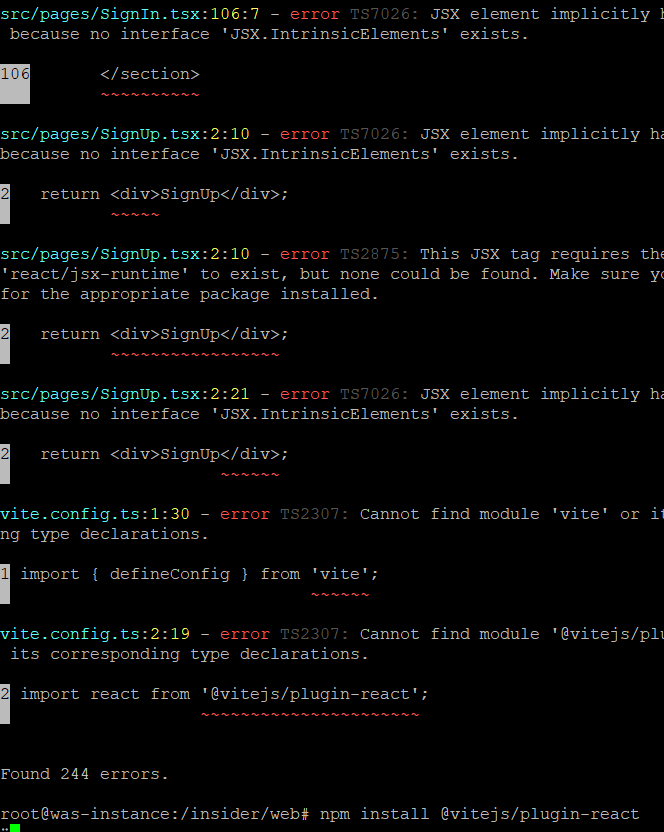 src/pages/SignIn.tsx:106:7 - error TS7026: JSX element implicitly h
because no interface 'JSX.IntrinsicElements' exists.
106 </section>
~~~~~~~~~~
src/pages/SignUp.tsx:2:10 - error TS7026: JSX element implicitly ha
because no interface 'JSX.IntrinsicElements' exists.
2 return <div>SignUp</div>;
~~~~~
src/pages/SignUp.tsx:2:10 - error TS2875: This JSX tag requires the
'react/jsx-runtime' to exist, but none could be found. Make sure yo
for the appropriate package installed.
2 return <div>SignUp</div>;
~~~~~~~~~~~~~~~~~
src/pages/SignUp.tsx:2:21 - error TS7026: JSX element implicitly ha
because no interface 'JSX.IntrinsicElements' exists.
2 return <div>SignUp</div>;
~~~~~~
vite.config.ts:1:30 - error TS2307: Cannot find module 'vite' or it
ng type declarations.
1 import { defineConfig } from 'vite';
~~~~~~
vite.config.ts:2:19 - error TS2307: Cannot find module '@vitejs/plu
its corresponding type declarations.
2 import react from '@vitejs/plugin-react';
~~~~~~~~~~~~~~~~~~~~~~
Found 244 errors.
root@was-instance:/insider/web# npm install @vitejs/plugin-react